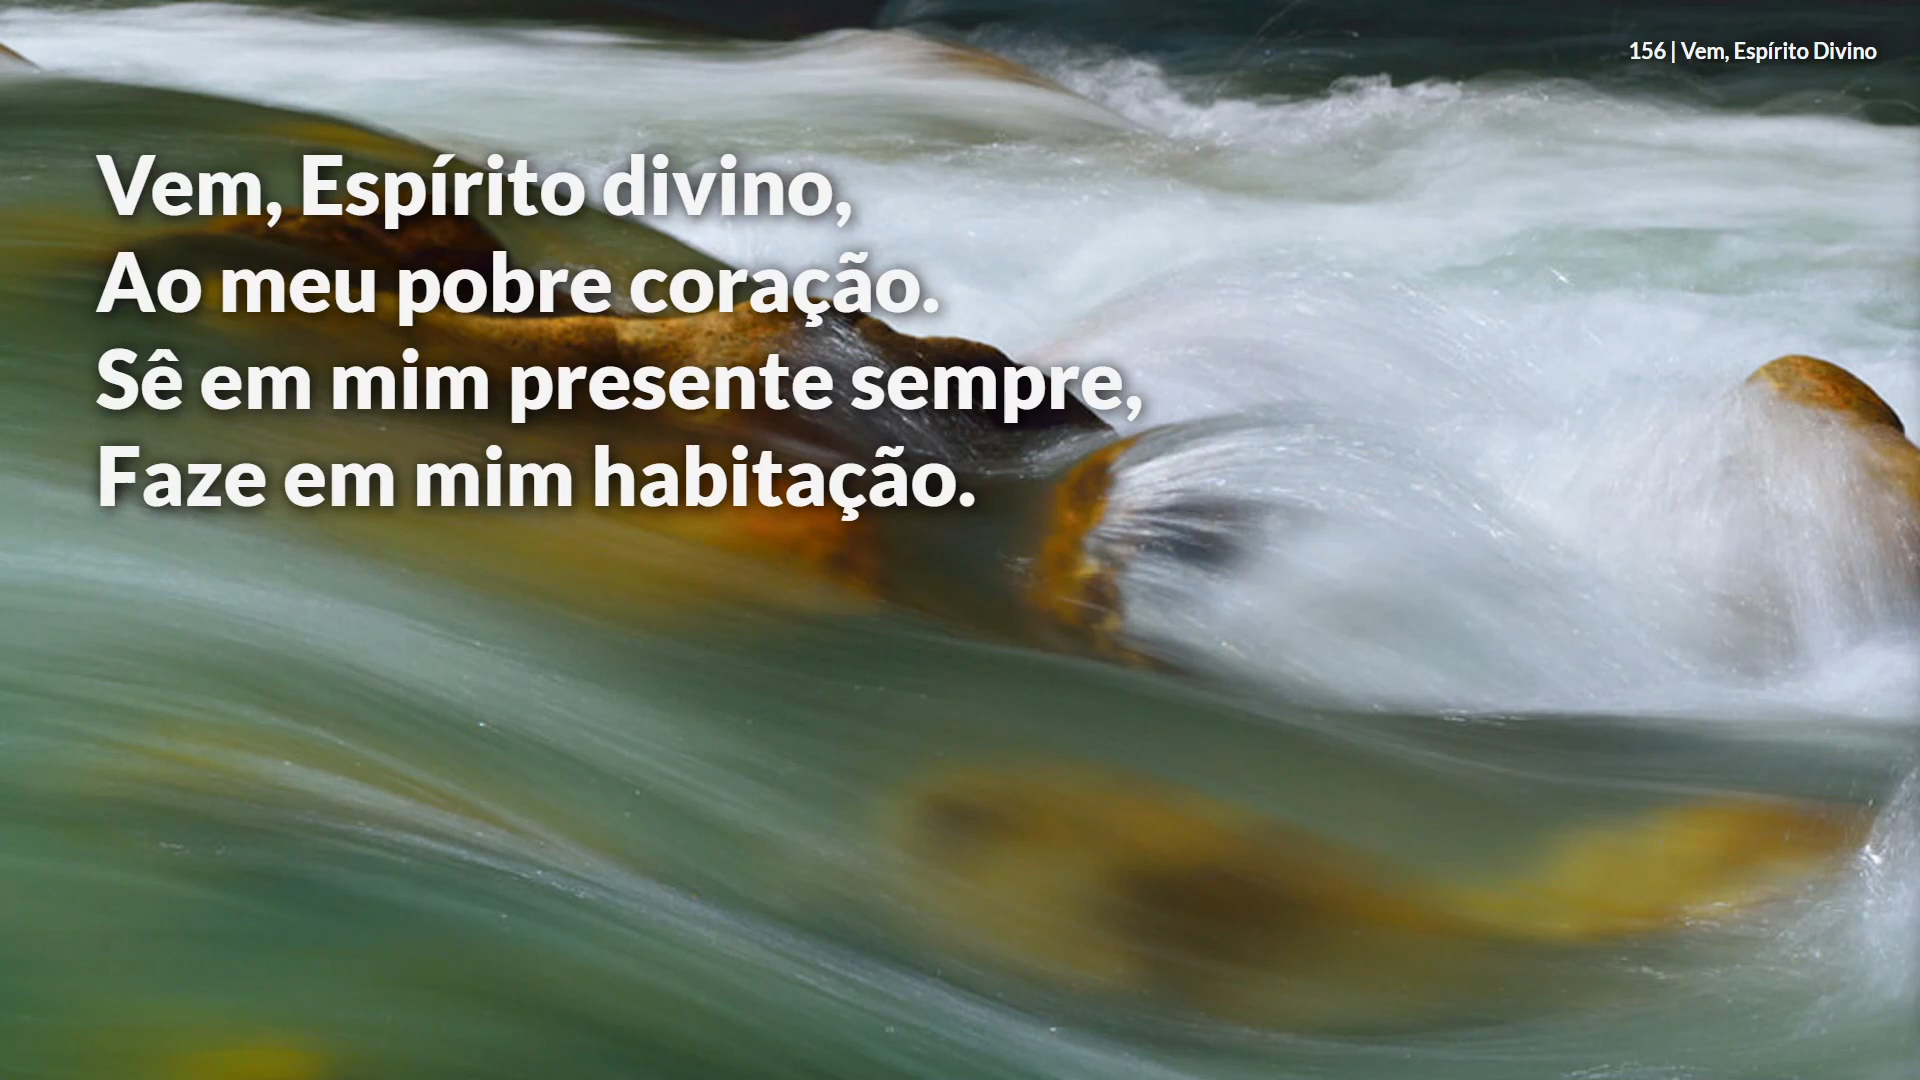 156 | Vem, Espírito Divino
Vem, Espírito divino,
Ao meu pobre coração.
Sê em mim presente sempre,
Faze em mim habitação.